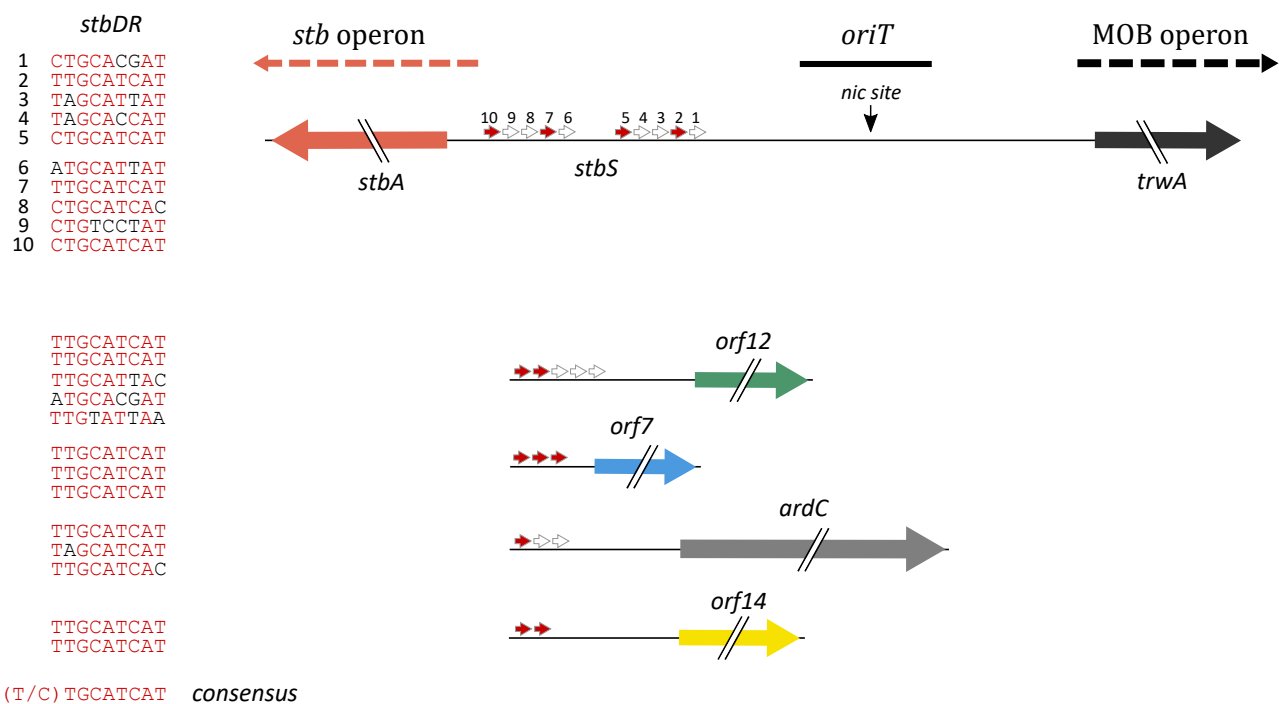 stbDR
stb operon
oriT
MOB operon
1 CTGCACGAT
2 TTGCATCAT
3 TAGCATTAT
4 TAGCACCAT
5 CTGCATCAT
6 ATGCATTAT
7 TTGCATCAT
8 CTGCATCAC
9 CTGTCCTAT
10 CTGCATCAT
nic site
10 9 8 7 6 5 4 3 2 1
stbA
stbS
trwA
TTGCATCAT
TTGCATCAT
TTGCATTAC
ATGCACGAT
TTGTATTAA
orf12
TTGCATCAT
TTGCATCAT
TTGCATCAT
orf7
TTGCATCAT
TAGCATCAT
TTGCATCAC
ardC
TTGCATCAT
TTGCATCAT
orf14
(T/C)TGCATCAT consensus